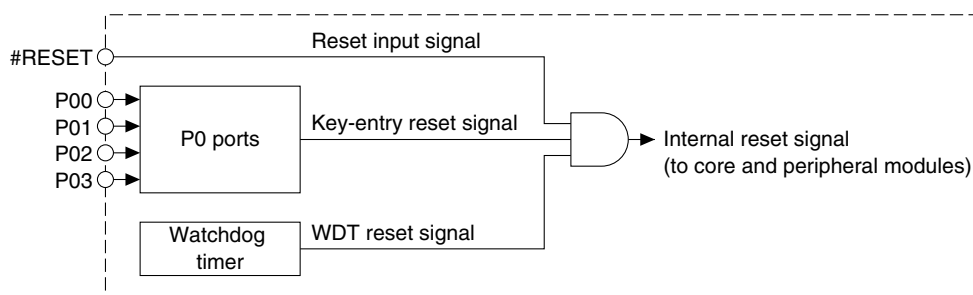 Reset input signal
#RESET
P00
P01
P02
P03
P0 ports
Key-entry reset signal
Internal reset signal
(to core and peripheral modules)
Watchdog
timer
WDT reset signal